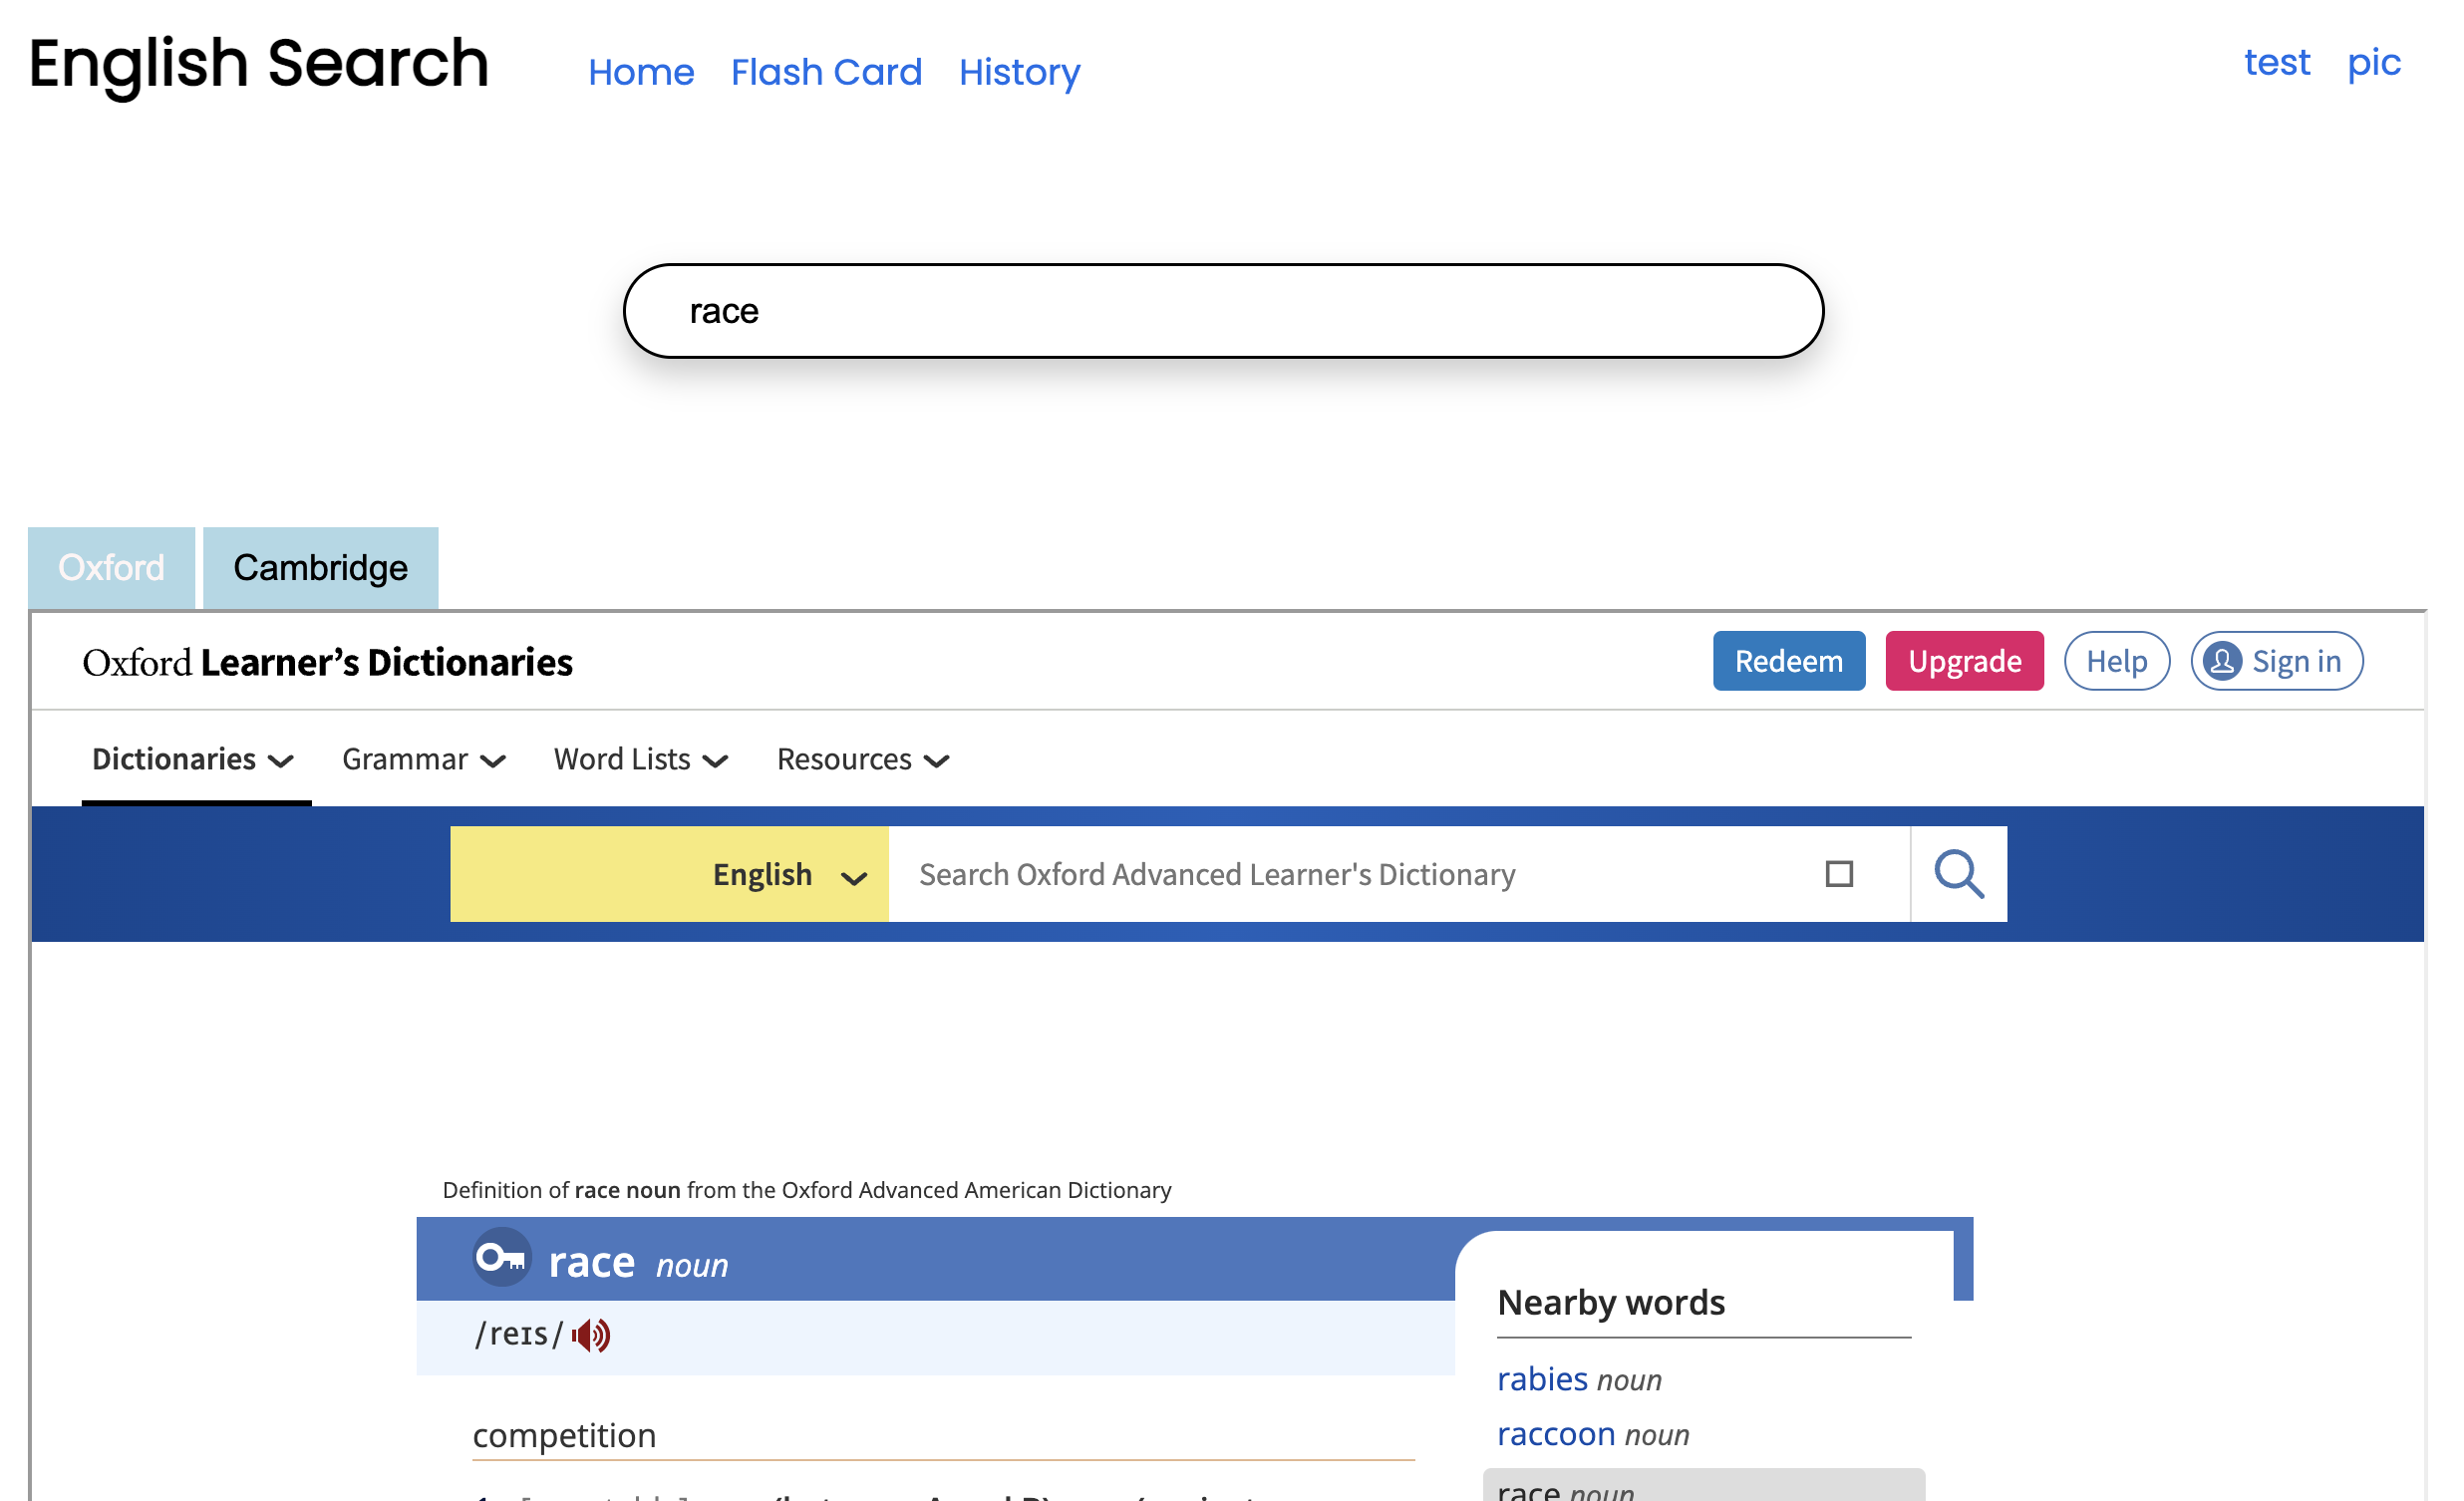 English Search Home Flash Card History test pic
race
Oxford Cambridge
Oxford Learner’s Dictionaries Redeem Upgrade Help Sign in
Dictionaries Grammar Word Lists Resources
English Search Oxford Advanced Learner's Dictionary
Definition of race noun from the Oxford Advanced American Dictionary
race noun
/reɪs/
competition
Nearby words
rabies noun
raccoon noun
race noun